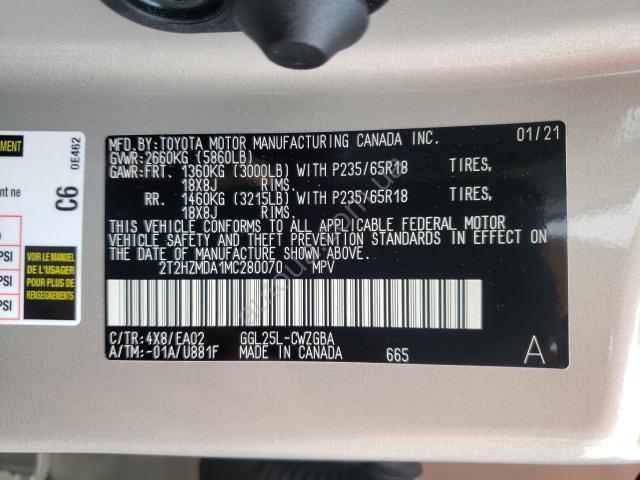 MFD.BY:TOYOTA MOTOR MANUFACTURING CANADA INC. 01/21
GVWR:2660KG (5860LB)
GAWR:FRT. 1360KG (3000LB) WITH P235/65R18 TIRES,
18X8J RIMS.
RR. 1460KG (3215LB) WITH P235/65R18 TIRES,
18X8J RIMS.
THIS VEHICLE CONFORMS TO ALL APPLICABLE FEDERAL MOTOR
VEHICLE SAFETY AND THEFT PREVENTION STANDARDS IN EFFECT ON
THE DATE OF MANUFACTURE SHOWN ABOVE.
2T2HZMDA1MC280070 MPV
C/TR:4X8/EA02 GGL25L-CWZGBA
A/TM:-01A/U881F MADE IN CANADA 665 A
C6
0E462
VOIR LE MANUEL
DE L'USAGER
POUR PLUS DE
RENSEIGNEMENTS
PSI
PSI
PSI
nt ne